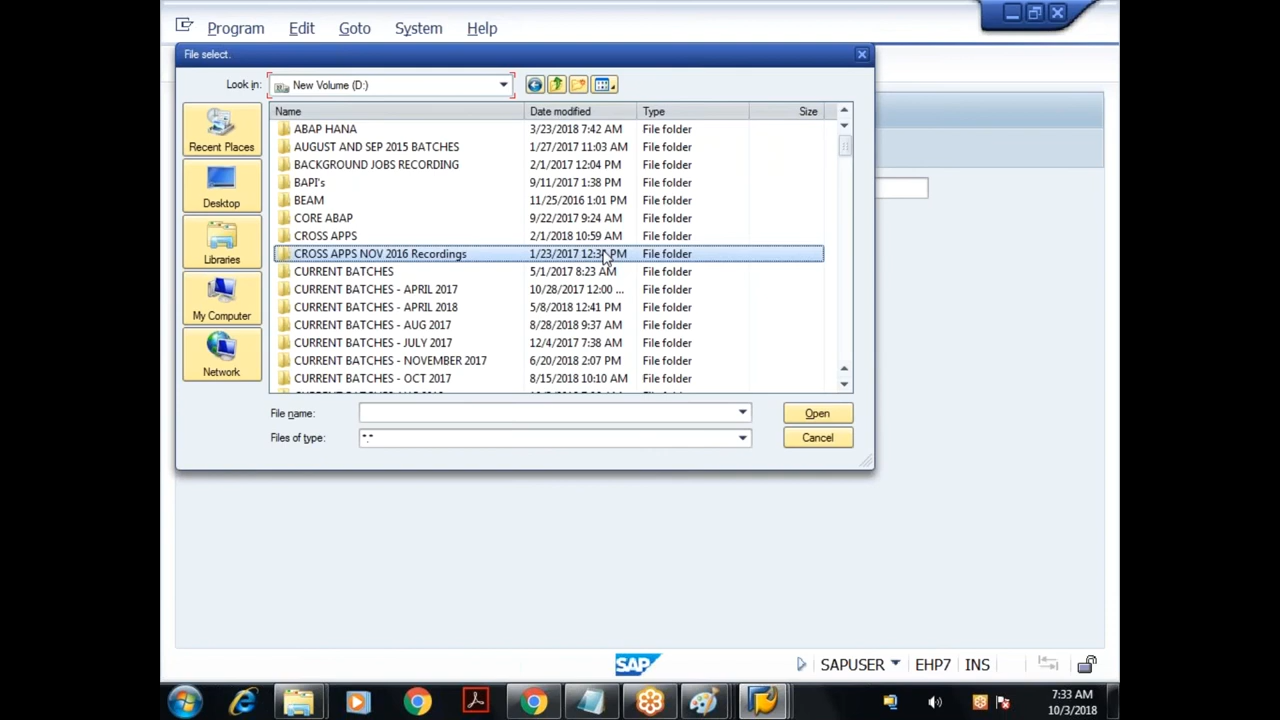 Program Edit Goto System Help
File select.
Look in: New Volume (D:)
Name Date modified Type Size
ABAP HANA 3/23/2018 7:42 AM File folder
AUGUST AND SEP 2015 BATCHES 1/27/2017 11:03 AM File folder
BACKGROUND JOBS RECORDING 2/1/2017 12:04 PM File folder
BAPI's 9/11/2017 1:38 PM File folder
BEAM 11/25/2016 1:01 PM File folder
CORE ABAP 9/22/2017 9:24 AM File folder
CROSS APPS 2/1/2018 10:59 AM File folder
CROSS APPS NOV 2016 Recordings 1/23/2017 PM File folder
CURRENT BATCHES 5/1/2017 8:23 AM File folder
CURRENT BATCHES - APRIL 2017 10/28/2017 12:00 ... File folder
CURRENT BATCHES - APRIL 2018 5/8/2018 12:41 PM File folder
CURRENT BATCHES - AUG 2017 8/28/2018 9:37 AM File folder
CURRENT BATCHES - JULY 2017 12/4/2017 7:38 AM File folder
CURRENT BATCHES - NOVEMBER 2017 6/20/2018 2:07 PM File folder
CURRENT BATCHES - OCT 2017 8/15/2018 10:10 AM File folder
Recent Places
Desktop
Libraries
My Computer
Network
File name: Open
Files of type: *.* Cancel
SAP SAPUSER EHP7 INS
7:33 AM
10/3/2018